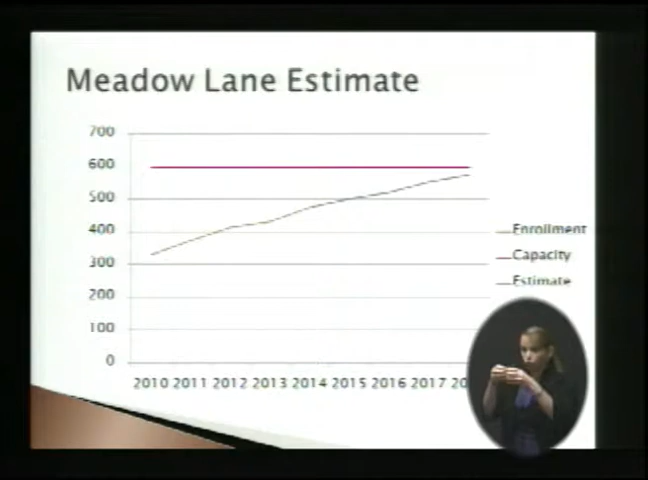 Meadow Lane Estimate
700
600
500
400
300
200
100
0
Enrollment
Capacity
Estimate
2010 2011 2012 2013 2014 2015 2016 2017